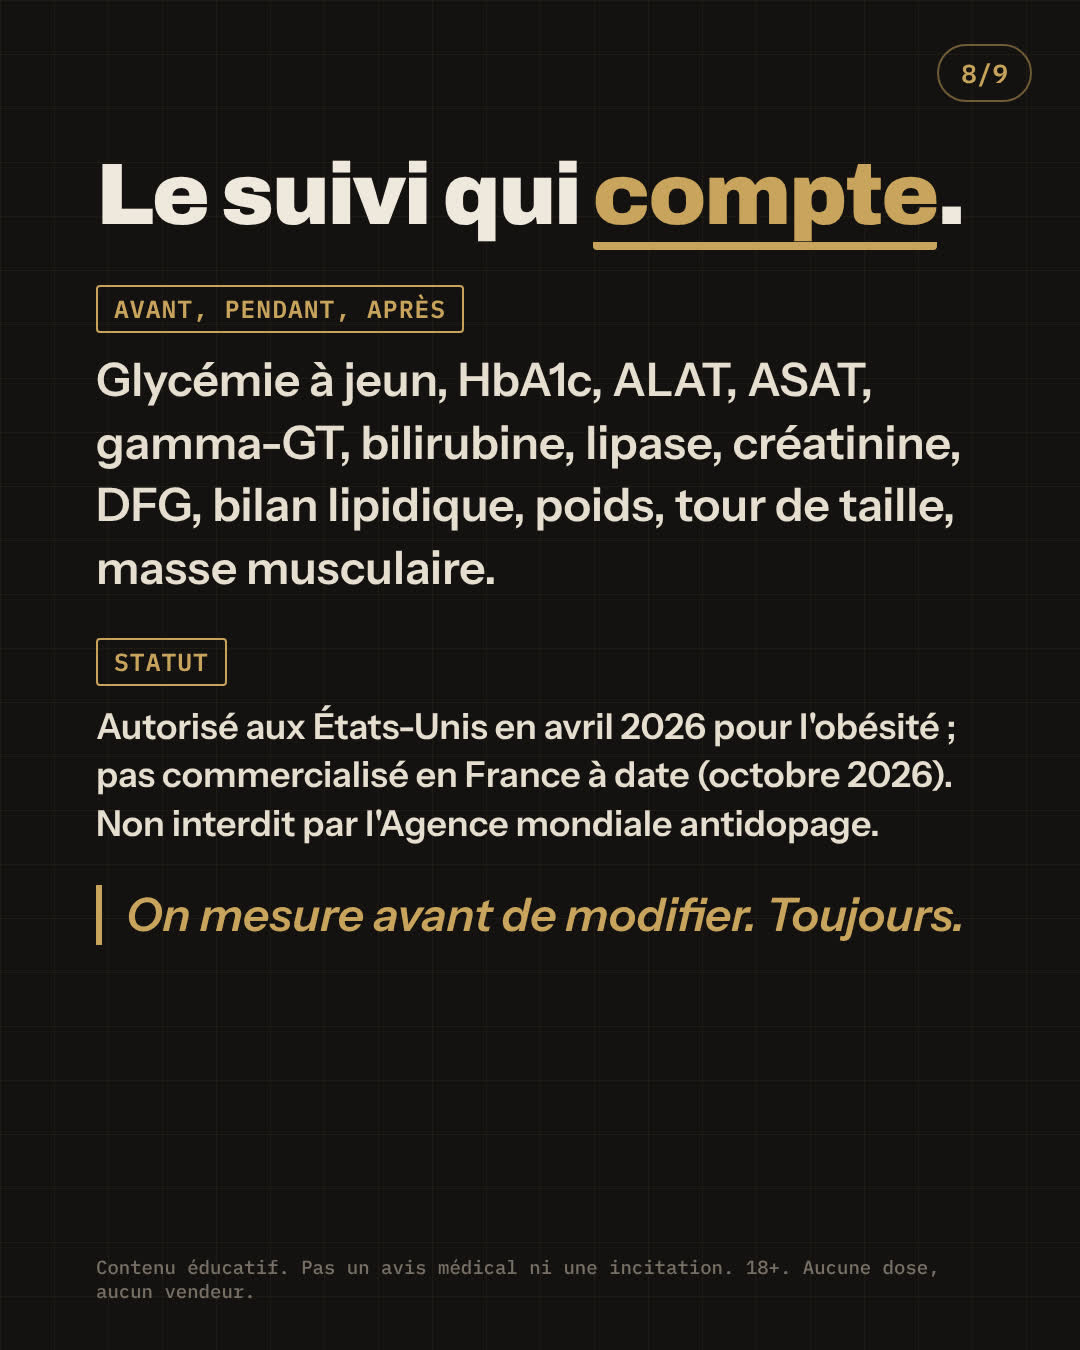 8/9
Le suivi qui compte.
AVANT, PENDANT, APRÈS
Glycémie à jeun, HbA1c, ALAT, ASAT,
gamma-GT, bilirubine, lipase, créatinine,
DFG, bilan lipidique, poids, tour de taille,
masse musculaire.
STATUT
Autorisé aux États-Unis en avril 2026 pour l'obésité ;
pas commercialisé en France à date (octobre 2026).
Non interdit par l'Agence mondiale antidopage.
On mesure avant de modifier. Toujours.
Contenu éducatif. Pas un avis médical ni une incitation. 18+. Aucune dose,
aucun vendeur.